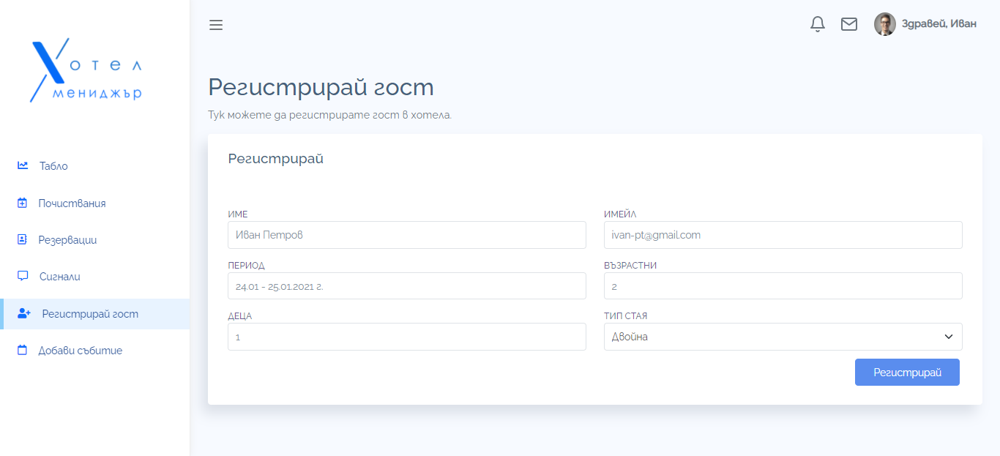 Хотел
мениджър
Здравей, Иван
Табло
Почиствания
Резервации
Сигнали
Регистрирай гост
Добави събитие
Регистрирай гост
Тук можете да регистрирате гост в хотела.
Регистрирай
ИМЕ
Иван Петров
ИМЕЙЛ
ivan-pt@gmail.com
ПЕРИОД
24.01 - 25.01.2021 г.
ВЪЗРАСТНИ
2
ДЕЦА
1
ТИП СТАЯ
Двойна
Регистрирай